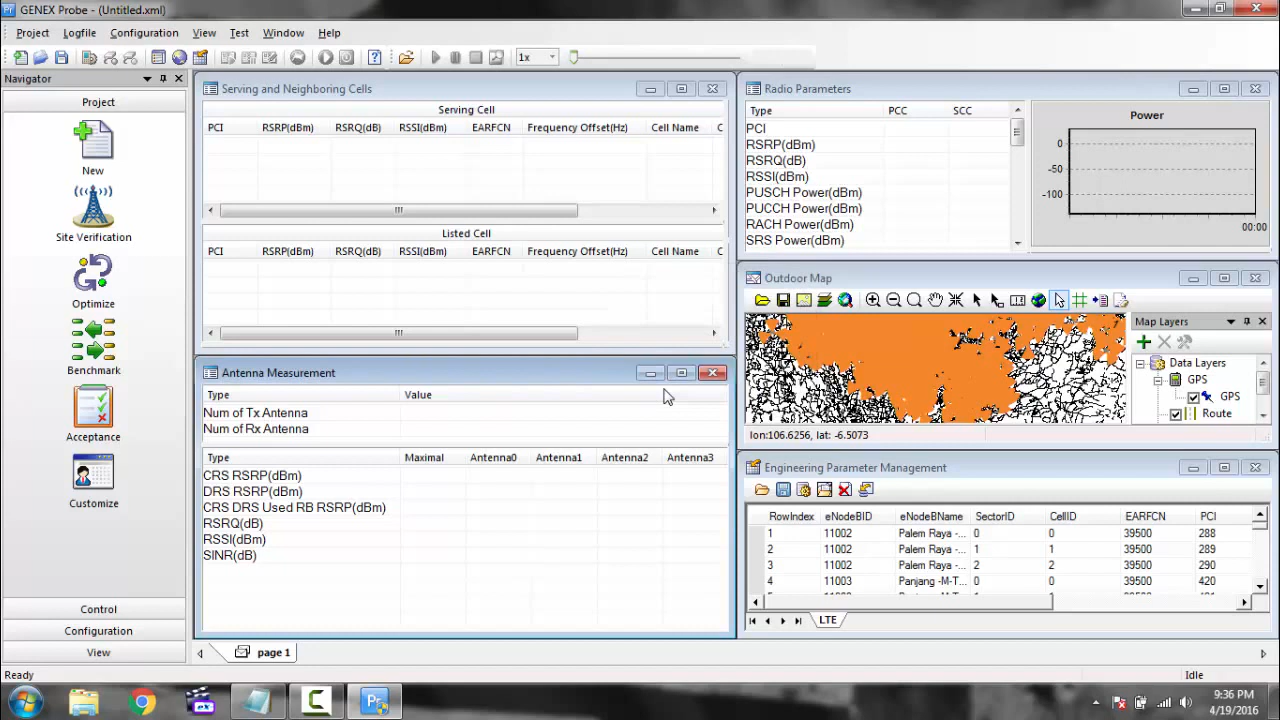 GENEX Probe - (Untitled.xml)
Project Logfile Configuration View Test Window Help
1x
Navigator
Project
New
Site Verification
Optimize
Benchmark
Acceptance
Customize
Control
Configuration
View
Serving and Neighboring Cells
Serving Cell
PCI RSRP(dBm) RSRQ(dB) RSSI(dBm) EARFCN Frequency Offset(Hz) Cell Name C
Listed Cell
PCI RSRP(dBm) RSRQ(dB) RSSI(dBm) EARFCN Frequency Offset(Hz) Cell Name C
Antenna Measurement
Type Value
Num of Tx Antenna
Num of Rx Antenna
Type Maximal Antenna0 Antenna1 Antenna2 Antenna3
CRS RSRP(dBm)
DRS RSRP(dBm)
CRS DRS Used RB RSRP(dBm)
RSRQ(dB)
RSSI(dBm)
SINR(dB)
Radio Parameters
Type PCC SCC
PCI
RSRP(dBm)
RSRQ(dB)
RSSI(dBm)
PUSCH Power(dBm)
PUCCH Power(dBm)
RACH Power(dBm)
SRS Power(dBm)
Power
0
-50
-100
00:00
Outdoor Map
Map Layers
Data Layers
GPS
GPS
Route
lon:106.6256, lat: -6.5073
Engineering Parameter Management
RowIndex eNodeBID eNodeBName SectorID CellID EARFCN PCI
1 11002 Palem Raya -... 0 0 39500 288
2 11002 Palem Raya -... 1 1 39500 289
3 11002 Palem Raya -... 2 2 39500 290
4 11003 Panjang -M-T... 0 0 39500 420
LTE
page 1
Ready Idle
9:36 PM
4/19/2016